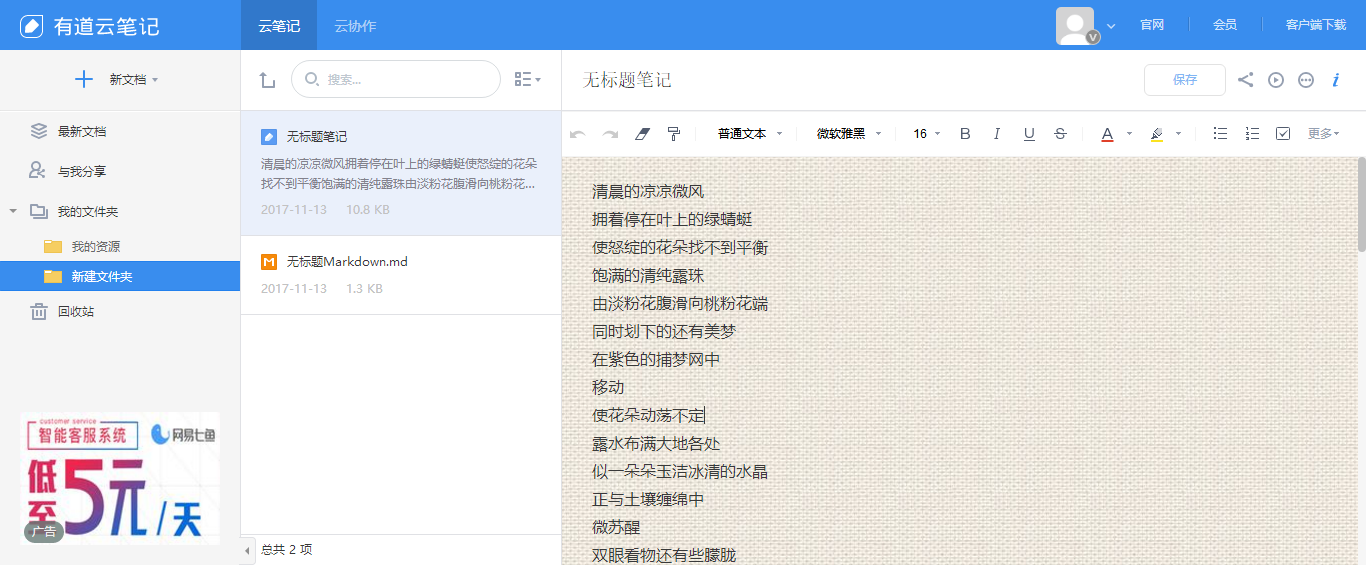 有道云笔记
云笔记
云协作
官网
会员
客户端下载
新文档
搜索...
无标题笔记
保存
最新文档
与我分享
我的文件夹
我的资源
新建文件夹
回收站
customer service
智能客服系统
网易七鱼
低至5元/天
广告
无标题笔记
清晨的凉凉微风拥着停在叶上的绿蜻蜓使怒绽的花朵
找不到平衡饱满的清纯露珠由淡粉花腹滑向桃粉花...
2017-11-13 10.8 KB
无标题Markdown.md
2017-11-13 1.3 KB
总共 2 项
普通文本
微软雅黑
16
B
I
U
S
A
更多
清晨的凉凉微风
拥着停在叶上的绿蜻蜓
使怒绽的花朵找不到平衡
饱满的清纯露珠
由淡粉花腹滑向桃粉花端
同时划下的还有美梦
在紫色的捕梦网中
移动
使花朵动荡不定
露水布满大地各处
似一朵朵玉洁冰清的水晶
正与土壤缠绵中
微苏醒
双眼看物还有些朦胧